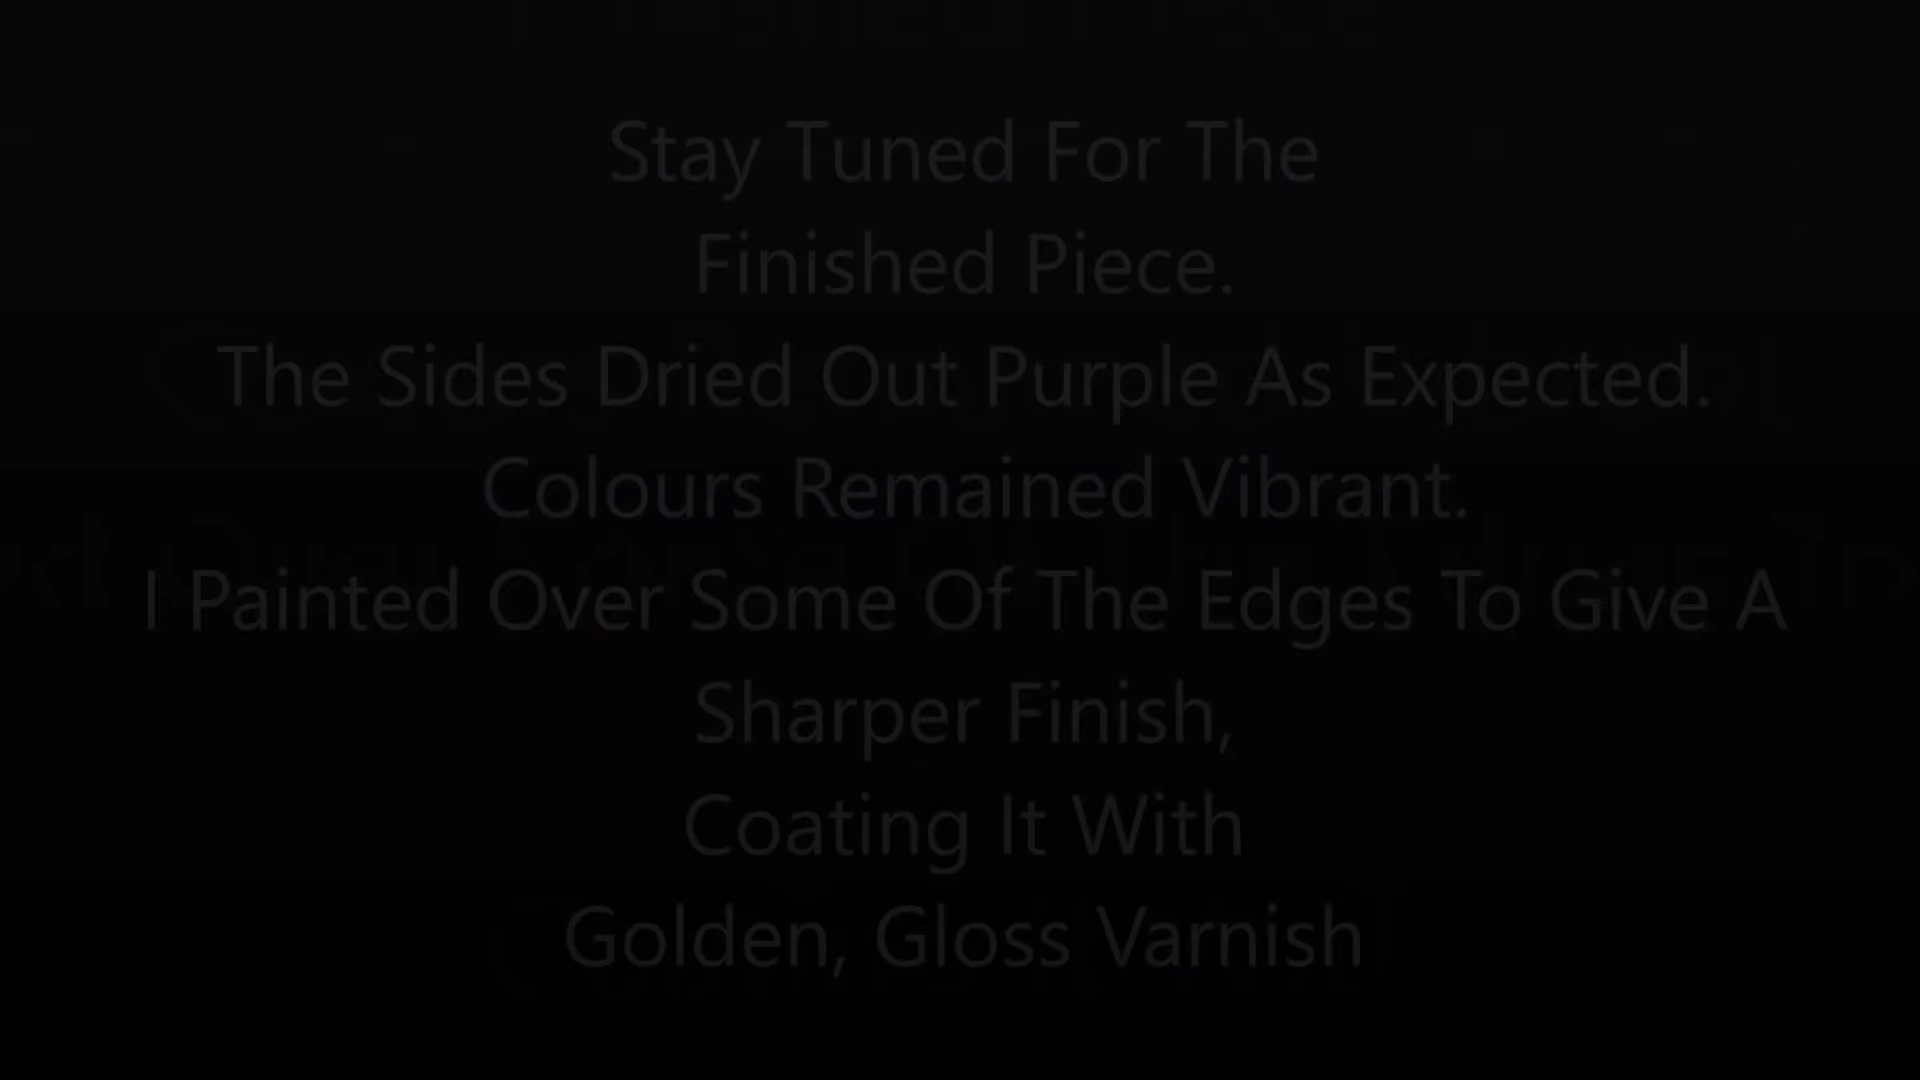 Stay Tuned For The
Finished Piece.
The Sides Dried Out Purple As Expected.
Colours Remained Vibrant.
I Painted Over Some Of The Edges To Give A
Sharper Finish,
Coating It With
Golden, Gloss Varnish